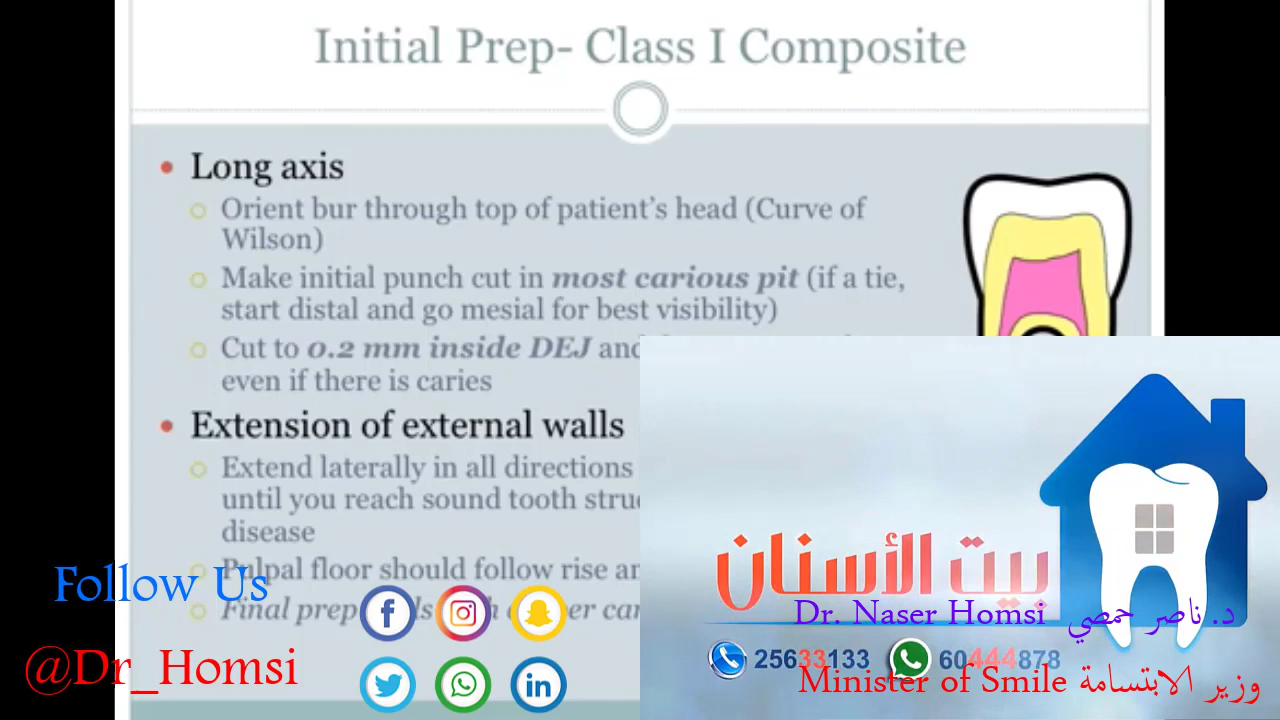 Initial Prep- Class I Composite
• Long axis
Orient bur through top of patient's head (Curve of
Wilson)
Make initial punch cut in most carious pit (if a tie,
start distal and go mesial for best visibility)
Cut to 0.2 mm inside DEJ and
even if there is caries
• Extension of external walls
Extend laterally in all directions
until you reach sound tooth
disease
Pulpal floor should follow rise
Final prep
Follow Us
@Dr_Homsi
بيت الأسنان
Dr. Naser Homsi د. ناصر حمصي
25633133 60444878
Minister of Smile وزير الابتسامة